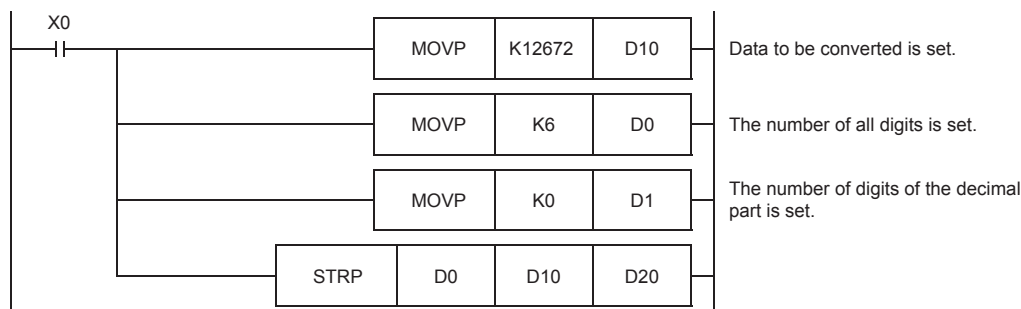 X0
MOVP K12672 D10 Data to be converted is set.
MOVP K6 D0 The number of all digits is set.
MOVP K0 D1 The number of digits of the decimal
part is set.
STRP D0 D10 D20